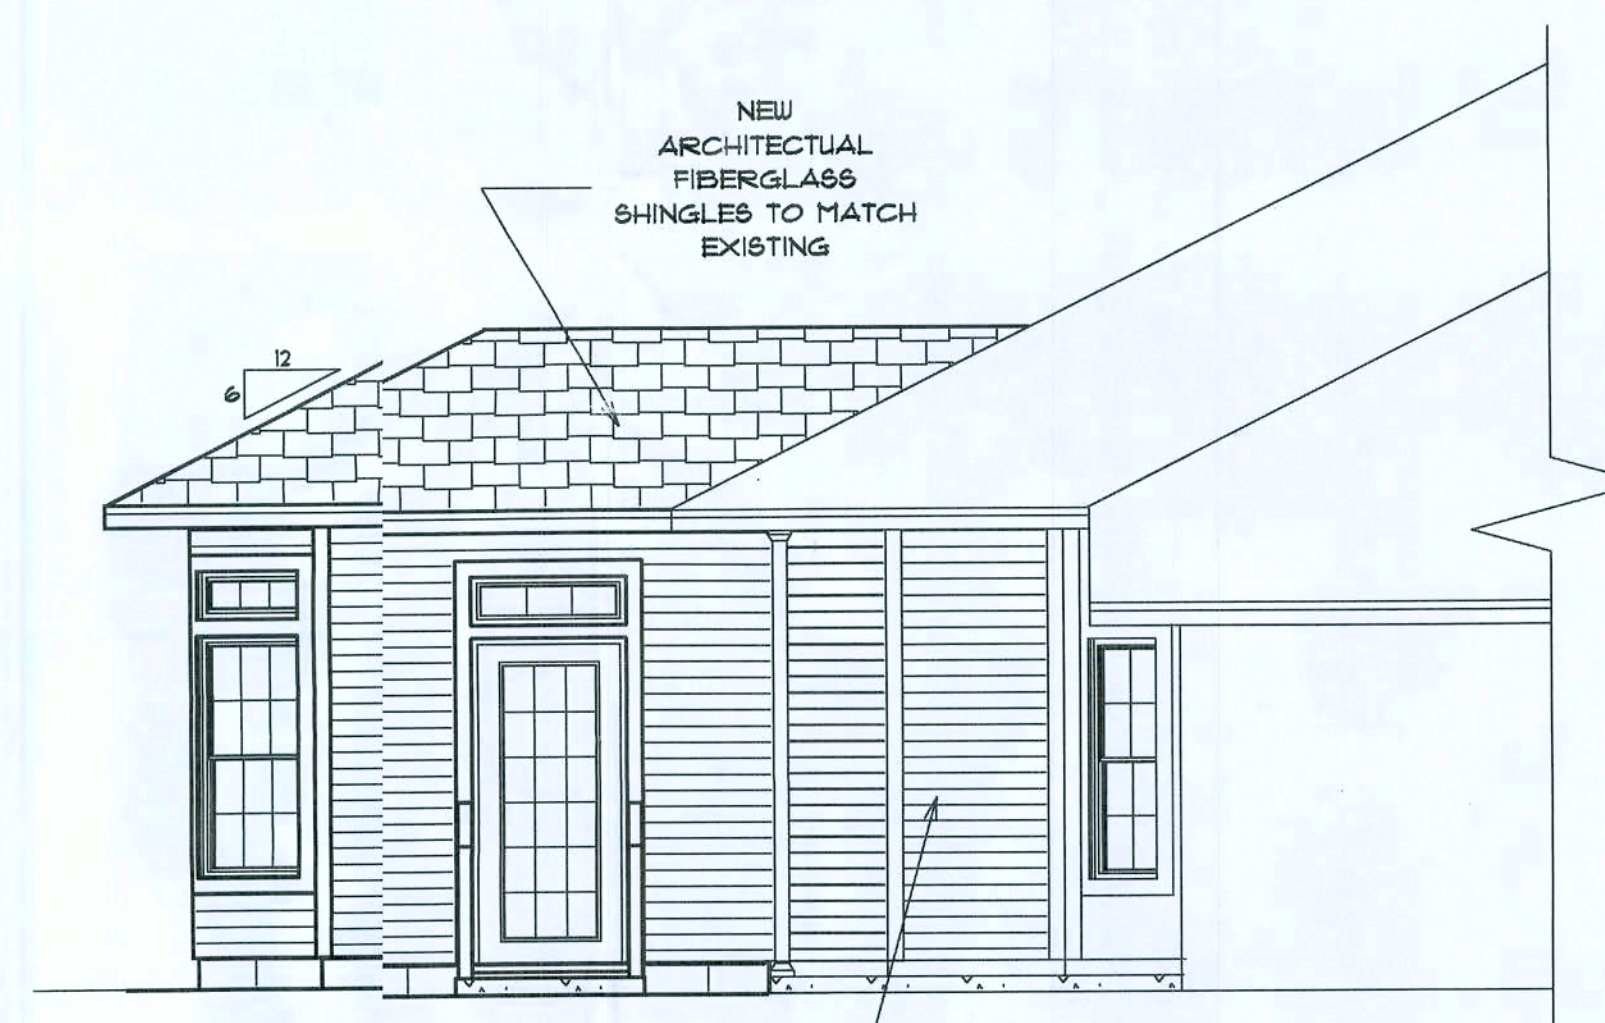 NEW
ARCHITECTUAL
FIBERGLASS
SHINGLES TO MATCH
EXISTING
12
6